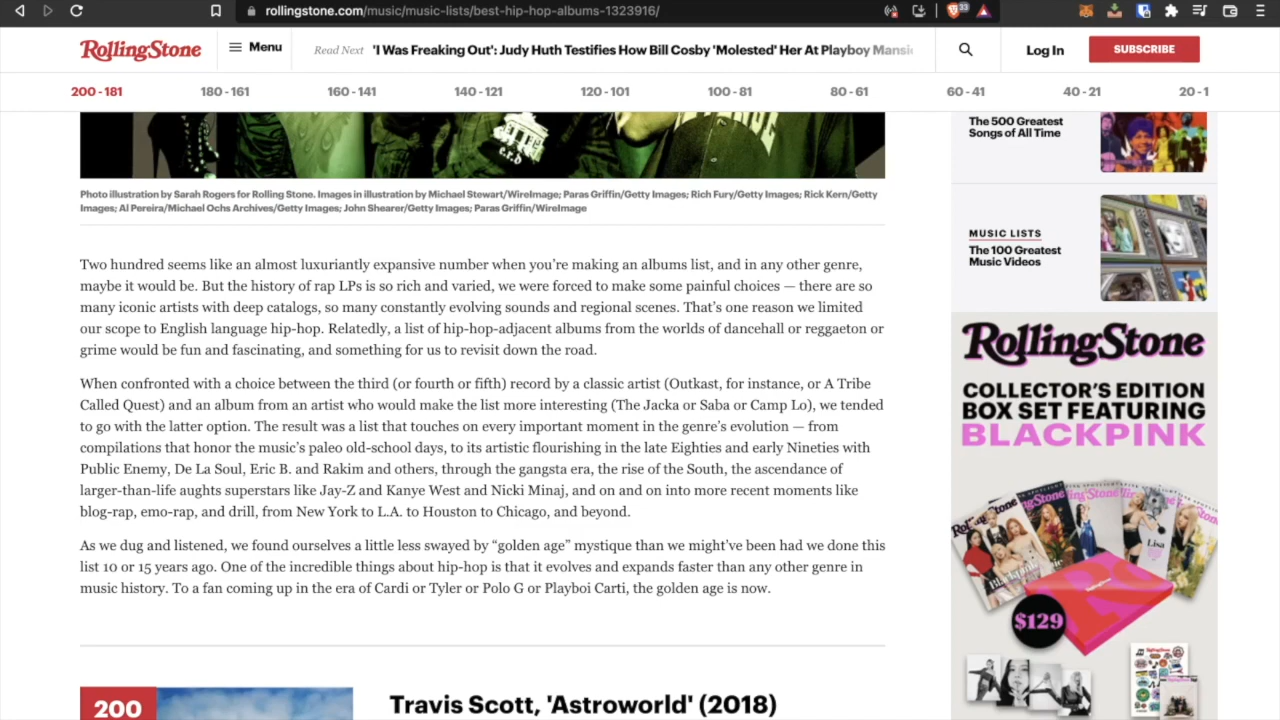 rollingstone.com/music/music-lists/best-hip-hop-albums-1323916/
33
RollingStone
Menu
Read Next
'I Was Freaking Out': Judy Huth Testifies How Bill Cosby 'Molested' Her At Playboy Mansi
Log In
SUBSCRIBE
200 - 181
180 - 161
160 - 141
140 - 121
120 - 101
100 - 81
80 - 61
60 - 41
40 - 21
20 - 1
Photo illustration by Sarah Rogers for Rolling Stone. Images in illustration by Michael Stewart/WireImage; Paras Griffin/Getty Images; Rich Fury/Getty Images; Rick Kern/Getty
Images; Al Pereira/Michael Ochs Archives/Getty Images; John Shearer/Getty Images; Paras Griffin/WireImage
Two hundred seems like an almost luxuriantly expansive number when you’re making an albums list, and in any other genre,
maybe it would be. But the history of rap LPs is so rich and varied, we were forced to make some painful choices — there are so
many iconic artists with deep catalogs, so many constantly evolving sounds and regional scenes. That’s one reason we limited
our scope to English language hip-hop. Relatedly, a list of hip-hop-adjacent albums from the worlds of dancehall or reggaeton or
grime would be fun and fascinating, and something for us to revisit down the road.
When confronted with a choice between the third (or fourth or fifth) record by a classic artist (Outkast, for instance, or A Tribe
Called Quest) and an album from an artist who would make the list more interesting (The Jacka or Saba or Camp Lo), we tended
to go with the latter option. The result was a list that touches on every important moment in the genre’s evolution — from
compilations that honor the music’s paleo old-school days, to its artistic flourishing in the late Eighties and early Nineties with
Public Enemy, De La Soul, Eric B. and Rakim and others, through the gangsta era, the rise of the South, the ascendance of
larger-than-life aughts superstars like Jay-Z and Kanye West and Nicki Minaj, and on and on into more recent moments like
blog-rap, emo-rap, and drill, from New York to L.A. to Houston to Chicago, and beyond.
As we dug and listened, we found ourselves a little less swayed by “golden age” mystique than we might’ve been had we done this
list 10 or 15 years ago. One of the incredible things about hip-hop is that it evolves and expands faster than any other genre in
music history. To a fan coming up in the era of Cardi or Tyler or Polo G or Playboi Carti, the golden age is now.
200
Travis Scott, 'Astroworld' (2018)
The 500 Greatest
Songs of All Time
MUSIC LISTS
The 100 Greatest
Music Videos
RollingStone
COLLECTOR'S EDITION
BOX SET FEATURING
BLACKPINK
Lisa
$129